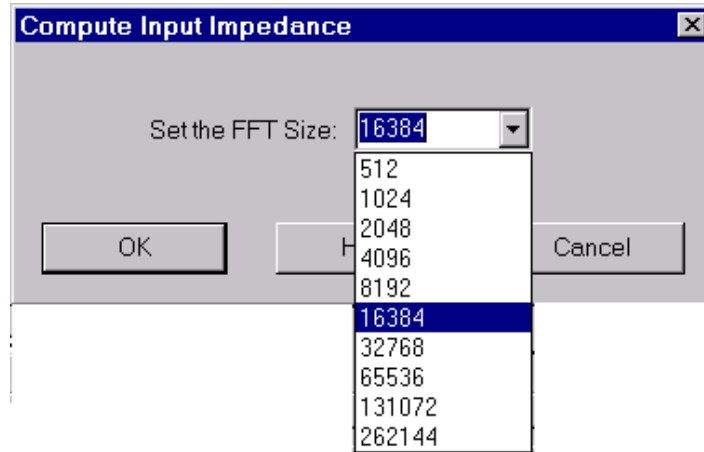 Compute Input Impedance
Set the FFT Size: 16384
512
1024
2048
4096
8192
16384
32768
65536
131072
262144
OK
Cancel